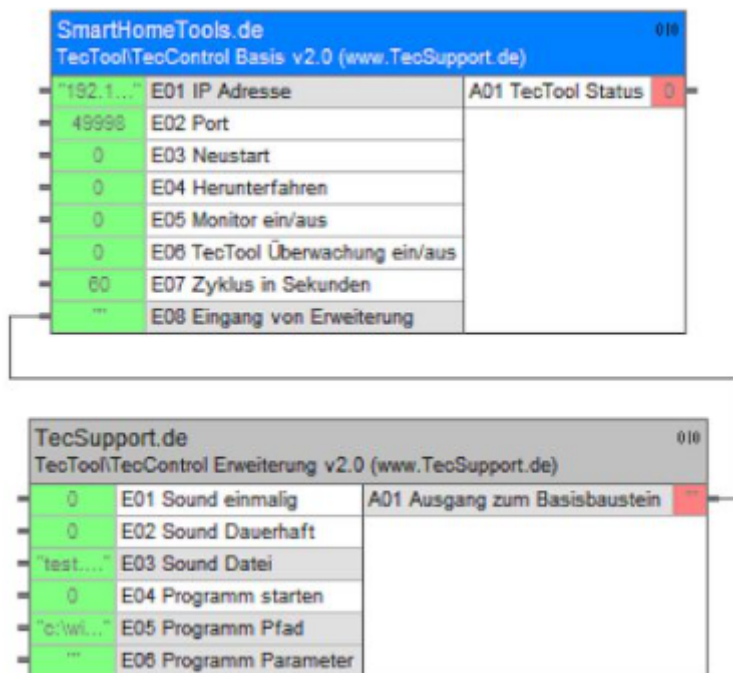 SmartHomeTools.de 010
TecTool\TecControl Basis v2.0 (www.TecSupport.de)
"192.1..." E01 IP Adresse A01 TecTool Status 0
49998 E02 Port
0 E03 Neustart
0 E04 Herunterfahren
0 E05 Monitor ein/aus
0 E06 TecTool Überwachung ein/aus
60 E07 Zyklus in Sekunden
"" E08 Eingang von Erweiterung
TecSupport.de 010
TecTool\TecControl Erweiterung v2.0 (www.TecSupport.de)
0 E01 Sound einmalig A01 Ausgang zum Basisbaustein ""
0 E02 Sound Dauerhaft
"test...." E03 Sound Datei
0 E04 Programm starten
"c:\wi..." E05 Programm Pfad
"" E06 Programm Parameter